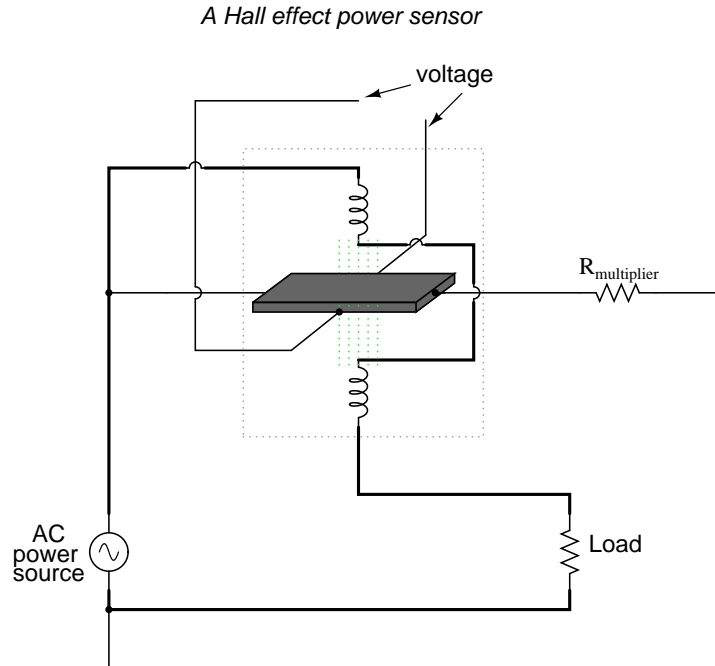 A Hall effect power sensor
voltage
Rmultiplier
AC
power
source
Load